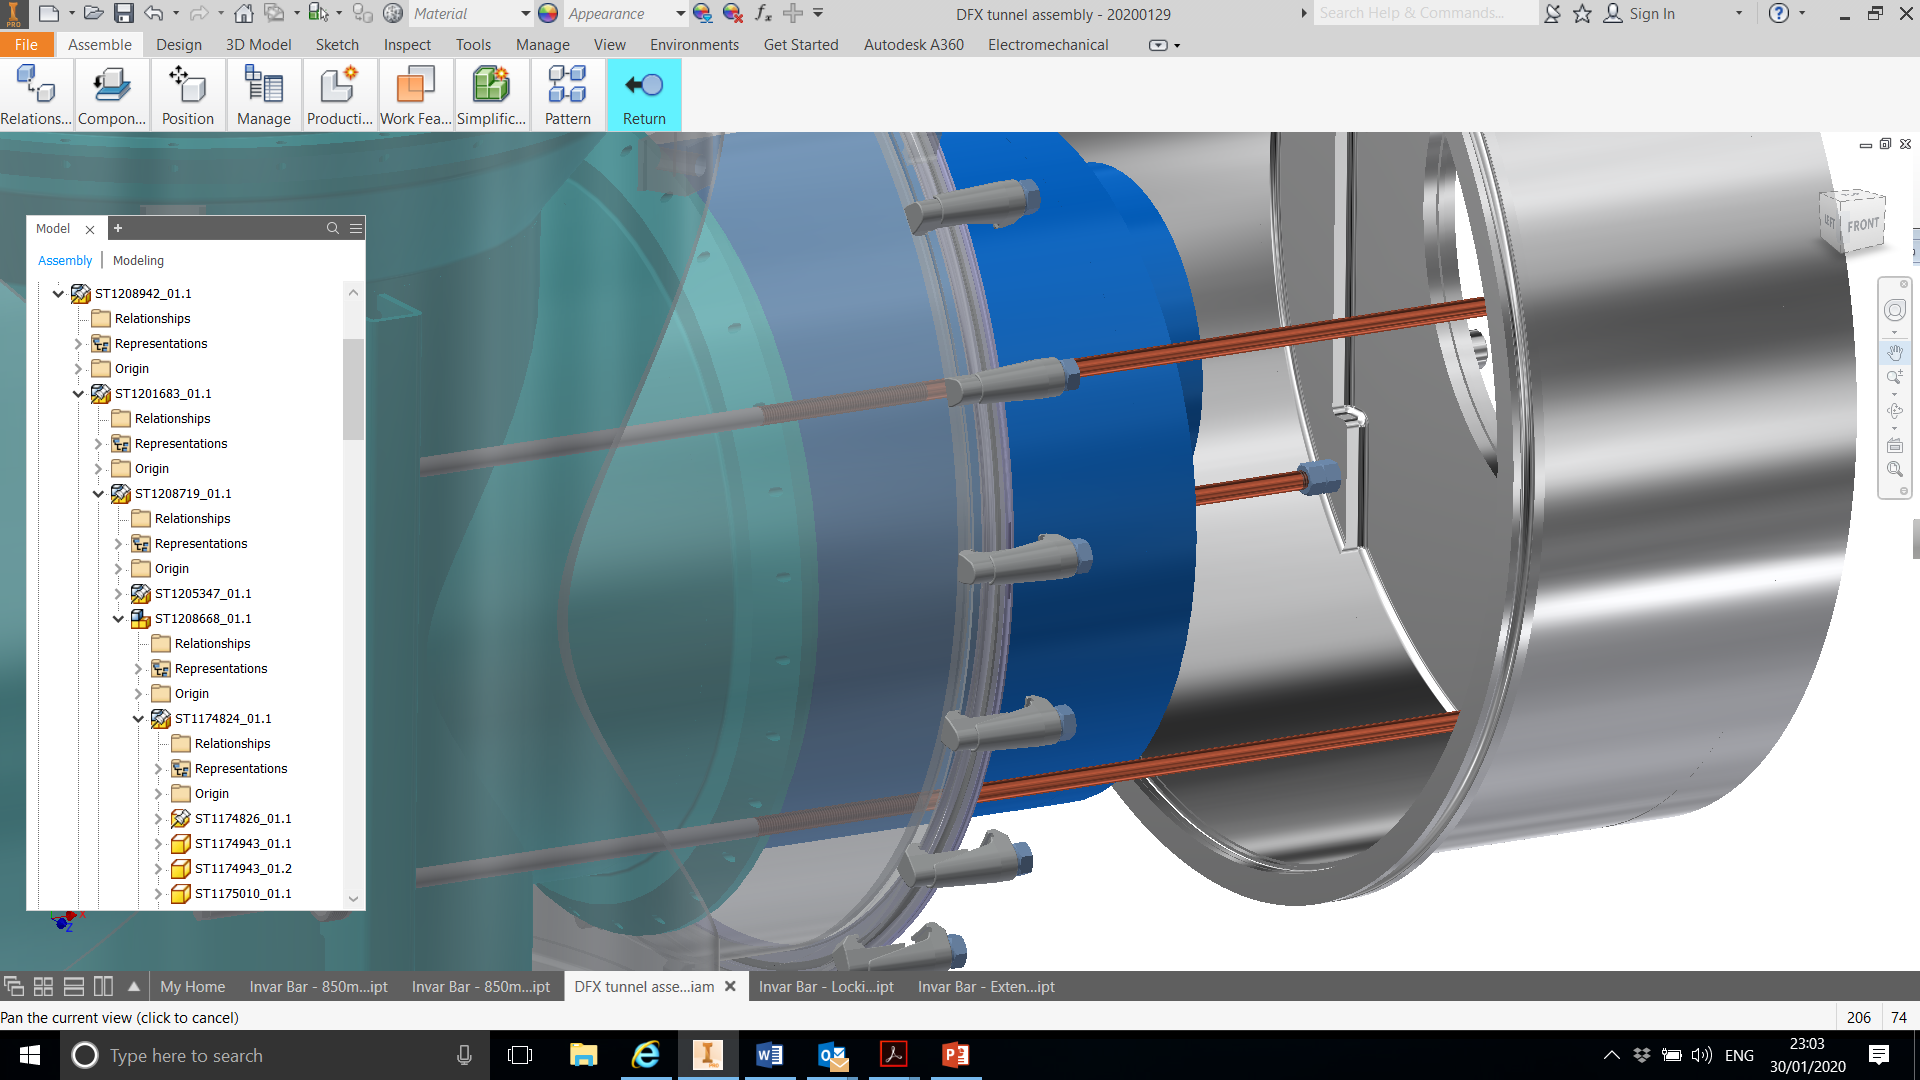 PRO
Material
Appearance
DFX tunnel assembly - 20200129
Search Help & Commands...
Sign In
File
Assemble
Design
3D Model
Sketch
Inspect
Tools
Manage
View
Environments
Get Started
Autodesk A360
Electromechanical
Relations...
Compon...
Position
Manage
Producti...
Work Fea...
Simplific...
Pattern
Return
LEFT
FRONT
Model
Assembly
Modeling
ST1208942_01.1
Relationships
Representations
Origin
ST1201683_01.1
Relationships
Representations
Origin
ST1208719_01.1
Relationships
Representations
Origin
ST1205347_01.1
ST1208668_01.1
Relationships
Representations
Origin
ST1174824_01.1
Relationships
Representations
Origin
ST1174826_01.1
ST1174943_01.1
ST1174943_01.2
ST1175010_01.1
X
Z
My Home
Invar Bar - 850m...ipt
Invar Bar - 850m...ipt
DFX tunnel asse...iam
Invar Bar - Locki...ipt
Invar Bar - Exten...ipt
Pan the current view (click to cancel)
206
74
Type here to search
ENG
23:03
30/01/2020